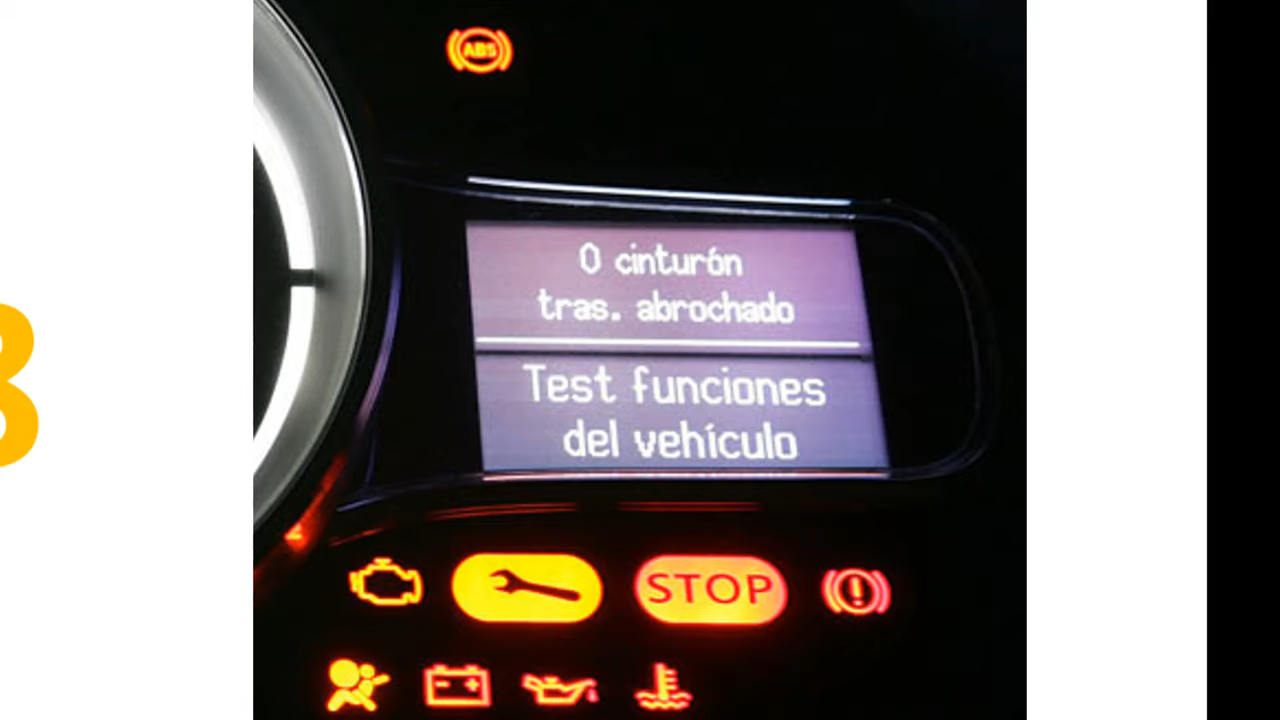 ABS
0 cinturón
tras. abrochado
Test funciones
del vehículo
STOP